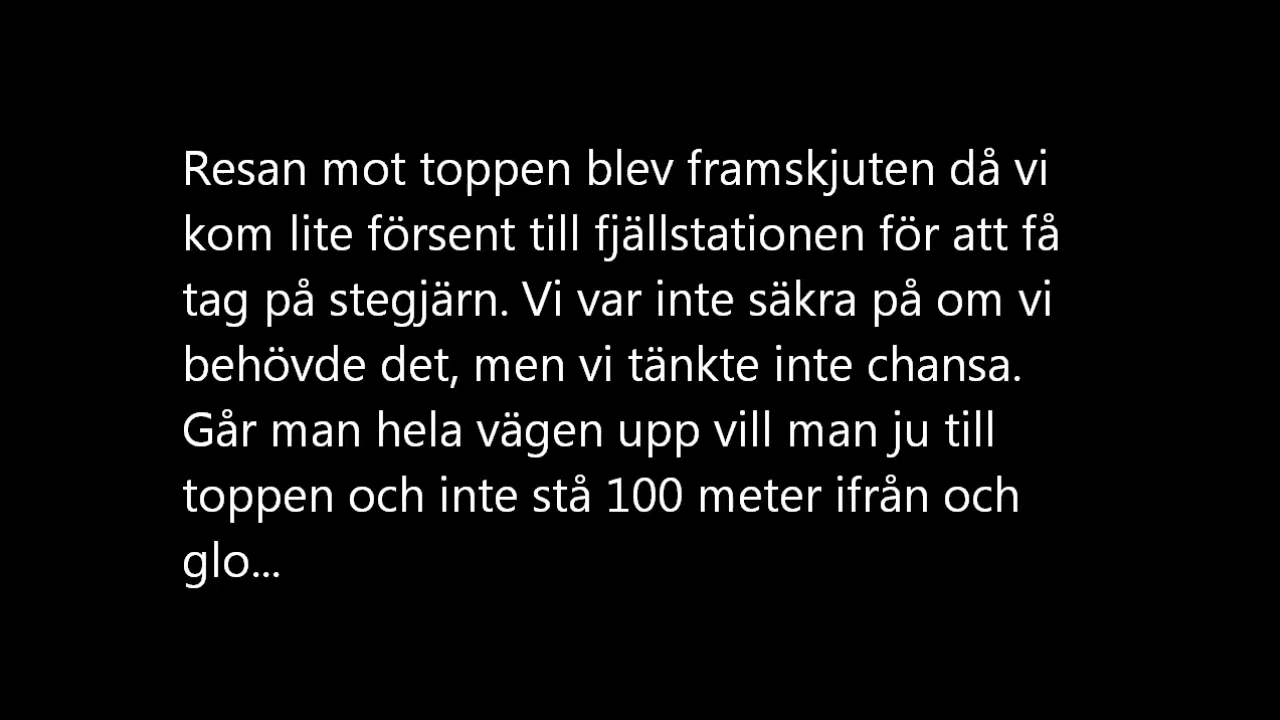 Resan mot toppen blev framskjuten då vi
kom lite försent till fjällstationen för att få
tag på stegjärn. Vi var inte säkra på om vi
behövde det, men vi tänkte inte chansa.
Går man hela vägen upp vill man ju till
toppen och inte stå 100 meter ifrån och
glo...